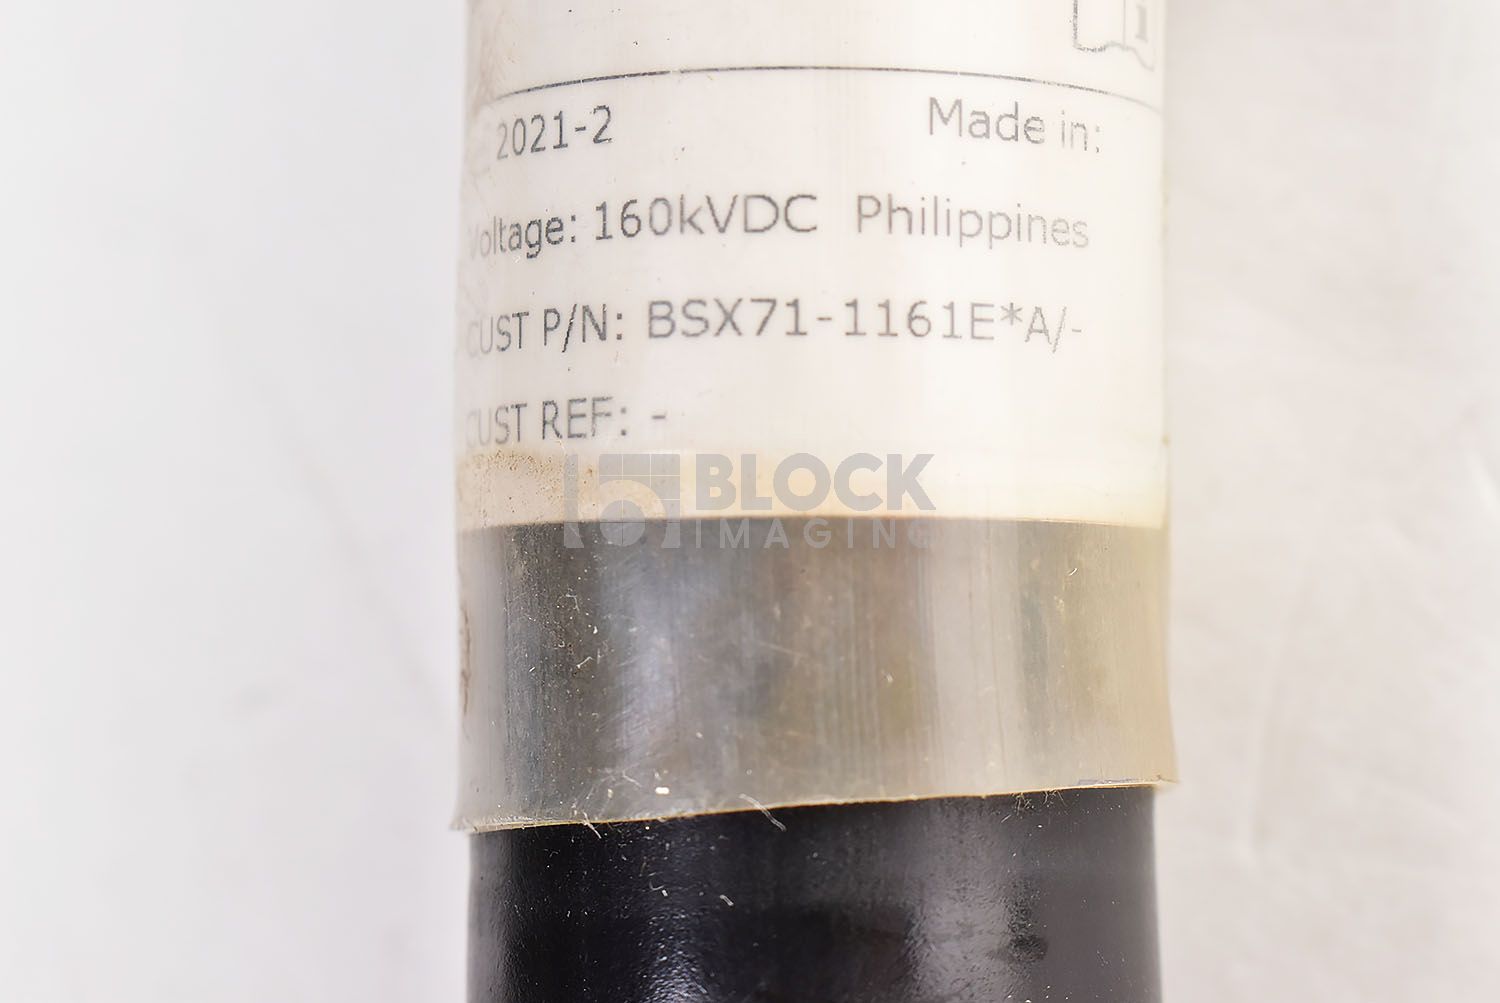 2021-2 Made in:
Voltage: 160kVDC Philippines
CUST P/N: BSX71-1161E*A/-
CUST REF: -
BLOCK
IMAGING